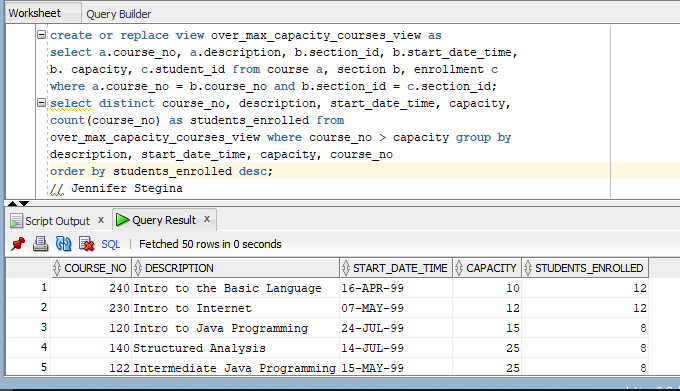 Worksheet Query Builder
create or replace view over_max_capacity_courses_view as
select a.course_no, a.description, b.section_id, b.start_date_time,
b. capacity, c.student_id from course a, section b, enrollment c
where a.course_no = b.course_no and b.section_id = c.section_id;
select distinct course_no, description, start_date_time, capacity,
count(course_no) as students_enrolled from
over_max_capacity_courses_view where course_no > capacity group by
description, start_date_time, capacity, course_no
order by students_enrolled desc;
// Jennifer Stegina
Script Output x Query Result x
SQL | Fetched 50 rows in 0 seconds
COURSE_NO DESCRIPTION START_DATE_TIME CAPACITY STUDENTS_ENROLLED
1 240 Intro to the Basic Language 16-APR-99 10 12
2 230 Intro to Internet 07-MAY-99 12 12
3 120 Intro to Java Programming 24-JUL-99 15 8
4 140 Structured Analysis 14-JUL-99 25 8
5 122 Intermediate Java Programming 15-MAY-99 25 8